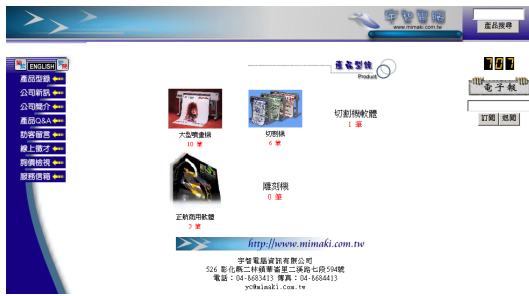 宇智電腦
www.mimaki.com.tw
產品搜尋
ENGLISH
產品型錄
公司新訊
公司簡介
產品Q&A
訪客留言
線上徵才
詢價檢視
服務信箱
產品型錄
Product
707
電子報
訂閱 退閱
大型噴畫機
10 筆
切割機
6 筆
切割機軟體
1 筆
正航商用軟體
3 筆
雕刻機
0 筆
http://www.mimaki.com.tw
宇智電腦資訊有限公司
526 彰化縣二林鎮華崙里二溪路七段594號
電話：04-8683413 傳真：04-8684413
yc@mimaki.com.tw